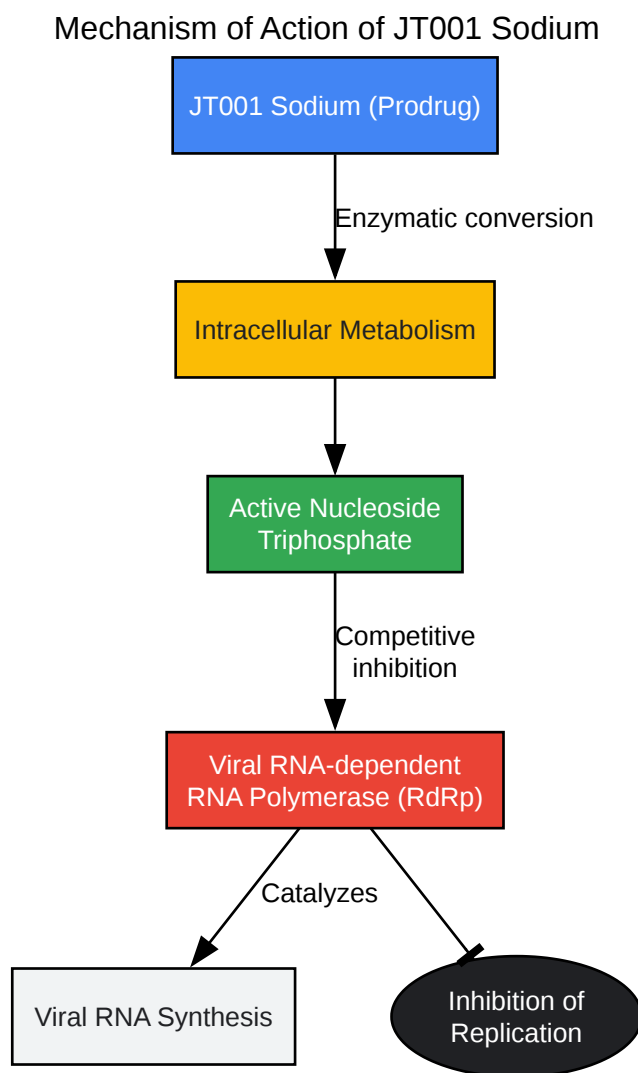 Mechanism of Action of JT001 Sodium
JT001 Sodium (Prodrug)
Enzymatic conversion
Intracellular Metabolism
Active Nucleoside
Triphosphate
Competitive
inhibition
Viral RNA-dependent
RNA Polymerase (RdRp)
Catalyzes
Viral RNA Synthesis
Inhibition of
Replication